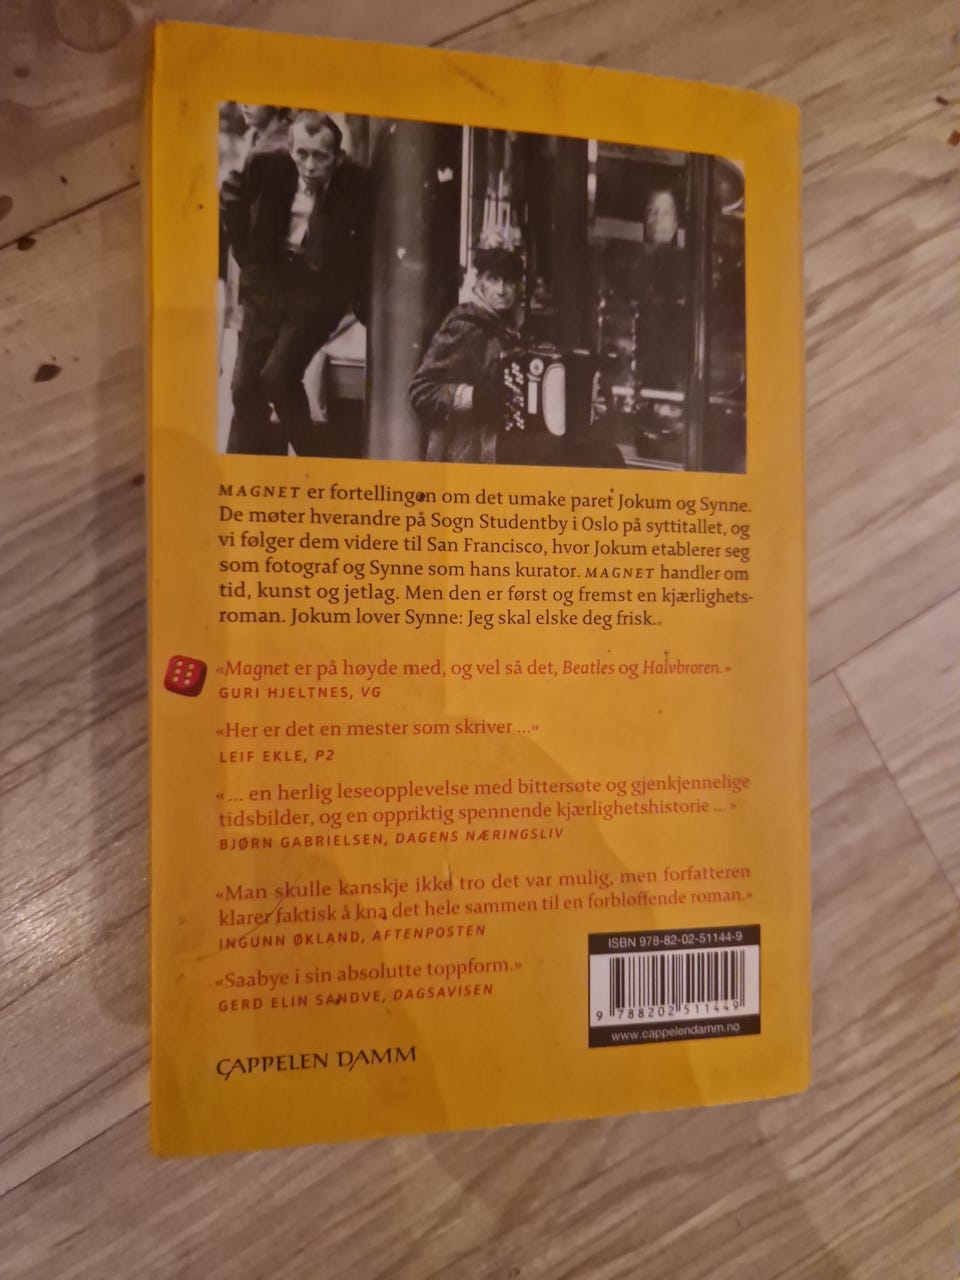 MAGNET er fortellingen om det umake paret Jokum og Synne.
De møter hverandre på Sogn Studentby i Oslo på syttitallet, og
vi følger dem videre til San Francisco, hvor Jokum etablerer seg
som fotograf og Synne som hans kurator. MAGNET handler om
tid, kunst og jetlag. Men den er først og fremst en kjærlighets-
roman. Jokum lover Synne: Jeg skal elske deg frisk.
«Magnet er på høyde med, og vel så det, Beatles og Halvbroren.»
GURI HJELTNES, VG
«Her er det en mester som skriver ...»
LEIF EKLE, P2
«... en herlig leseopplevelse med bittersøte og gjenkjennelige
tidsbilder, og en oppriktig spennende kjærlighetshistorie ...»
BJØRN GABRIELSEN, DAGENS NÆRINGSLIV
«Man skulle kanskje ikke tro det var mulig, men forfatteren
klarer faktisk å kna det hele sammen til en forbløffende roman.»
INGUNN ØKLAND, AFTENPOSTEN
«Saabye i sin absolutte toppform.»
GERD ELIN SANDVE, DAGSAVISEN
ISBN 978-82-02-51144-9
9 788202 511449
www.cappelendamm.no
CAPPELEN DAMM